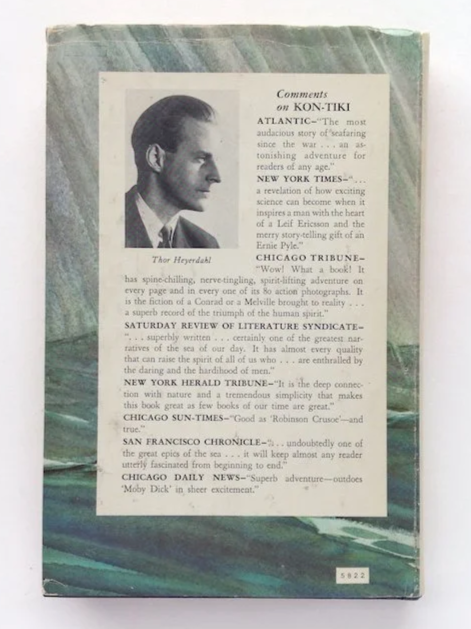 Comments
on KON-TIKI
ATLANTIC—"The most
audacious story of seafaring
since the war . . . an as-
tonishing adventure for
readers of any age."
NEW YORK TIMES—". . .
a revelation of how exciting
science can become when it
inspires a man with the heart
of a Leif Ericsson and the
merry story-telling gift of an
Ernie Pyle."
Thor Heyerdahl
CHICAGO TRIBUNE—
"Wow! What a book! It
has spine-chilling, nerve-tingling, spirit-lifting adventure on
every page and in every one of its 80 action photographs. It
is the fiction of a Conrad or a Melville brought to reality . . .
a superb record of the triumph of the human spirit."
SATURDAY REVIEW OF LITERATURE SYNDICATE—
". . . superbly written . . . certainly one of the greatest nar-
ratives of the sea of our day. It has almost every quality
that can raise the spirit of all of us who . . . are enthralled by
the daring and the hardihood of men."
NEW YORK HERALD TRIBUNE—"It is the deep connec-
tion with nature and a tremendous simplicity that makes
this book great as few books of our time are great."
CHICAGO SUN-TIMES—"Good as 'Robinson Crusoe'—and
true."
SAN FRANCISCO CHRONICLE—". . . undoubtedly one of
the great epics of the sea . . . it will keep almost any reader
utterly fascinated from beginning to end."
CHICAGO DAILY NEWS—"Superb adventure—outdoes
'Moby Dick' in sheer excitement."
5922